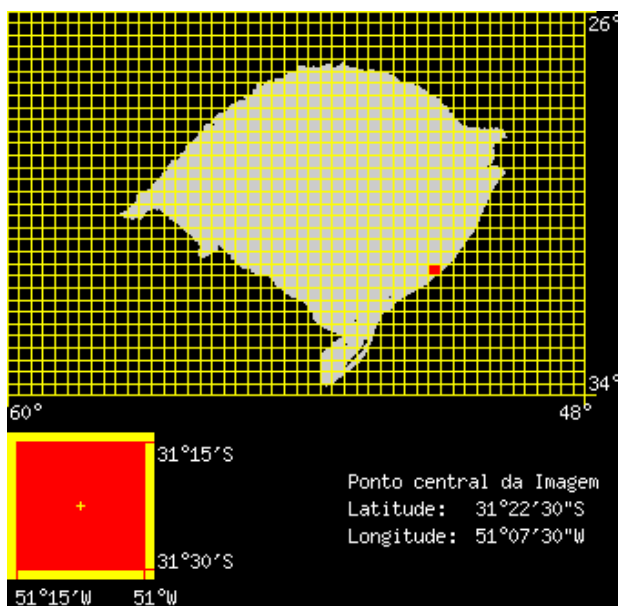 26°
34°
60°
48°
31°15'S
31°30'S
51°15'W
51°W
Ponto central da Imagem
Latitude: 31°22'30"S
Longitude: 51°07'30"W